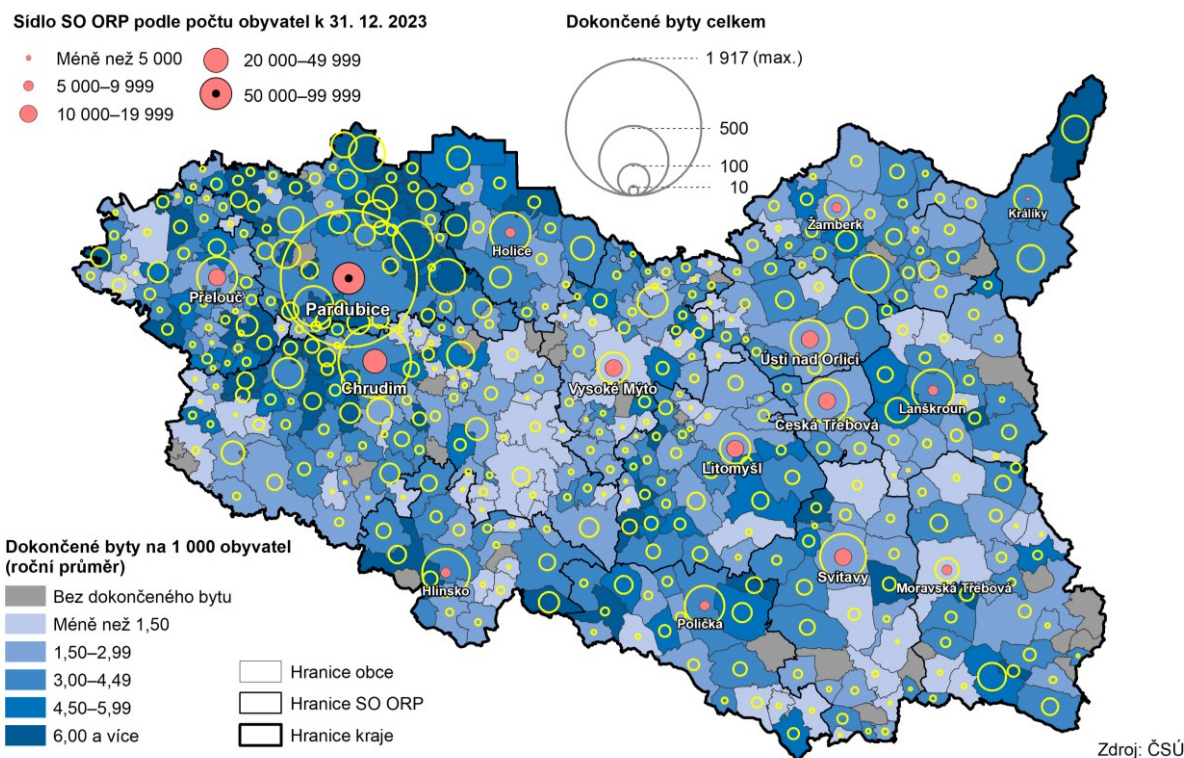 Sídlo SO ORP podle počtu obyvatel k 31. 12. 2023
Méně než 5 000
5 000–9 999
10 000–19 999
20 000–49 999
50 000–99 999
Dokončené byty celkem
1 917 (max.)
500
100
10
Králíky
Žamberk
Holice
Přelouč
Pardubice
Ústí nad Orlicí
Chrudim
Vysoké Mýto
Lanškroun
Česká Třebová
Litomyšl
Svitavy
Moravská Třebová
Hlinsko
Polička
Dokončené byty na 1 000 obyvatel
(roční průměr)
Bez dokončeného bytu
Méně než 1,50
1,50–2,99
3,00–4,49
4,50–5,99
6,00 a více
Hranice obce
Hranice SO ORP
Hranice kraje
Zdroj: ČSÚ